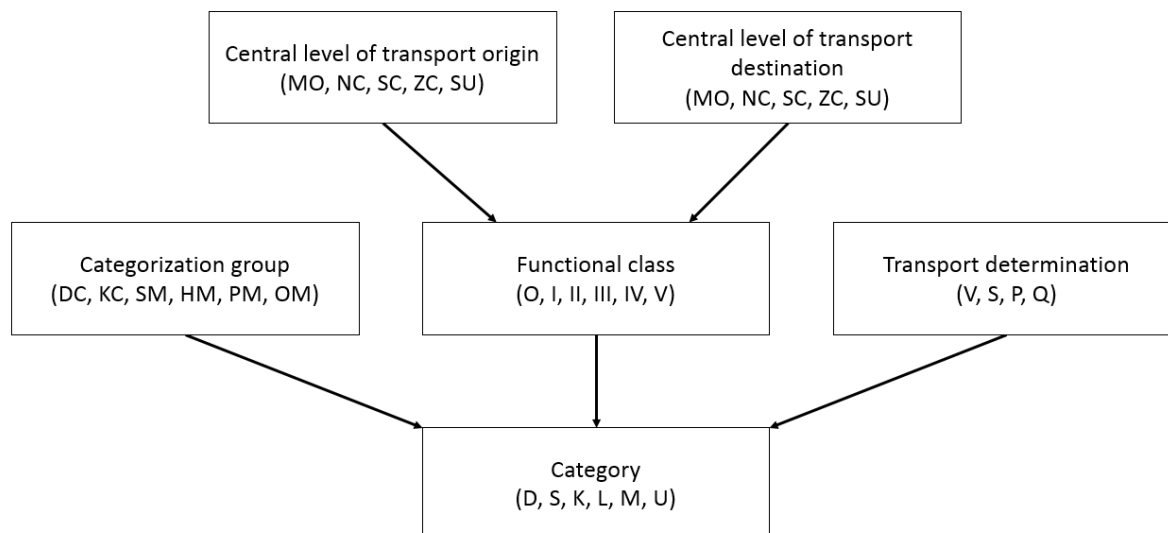 Central level of transport origin
(MO, NC, SC, ZC, SU)
Central level of transport
destination
(MO, NC, SC, ZC, SU)
Categorization group
(DC, KC, SM, HM, PM, OM)
Functional class
(O, I, II, III, IV, V)
Transport determination
(V, S, P, Q)
Category
(D, S, K, L, M, U)